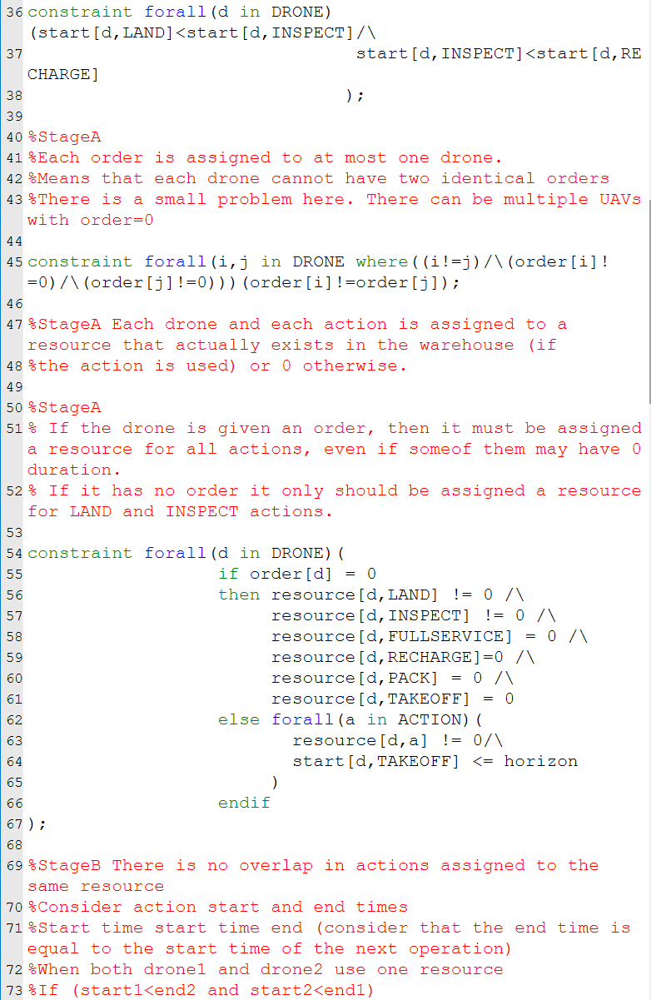 36 constraint forall(d in DRONE)
(start[d,LAND]<start[d,INSPECT]/\
37 start[d,INSPECT]<start[d,RE
CHARGE]
38 );
39
40 %StageA
41 %Each order is assigned to at most one drone.
42 %Means that each drone cannot have two identical orders
43 %There is a small problem here. There can be multiple UAVs
with order=0
44
45 constraint forall(i,j in DRONE where((i!=j)/\(order[i]!
=0)/\(order[j]!=0)))(order[i]!=order[j]);
46
47 %StageA Each drone and each action is assigned to a
resource that actually exists in the warehouse (if
48 %the action is used) or 0 otherwise.
49
50 %StageA
51 % If the drone is given an order, then it must be assigned
a resource for all actions, even if someof them may have 0
duration.
52 % If it has no order it only should be assigned a resource
for LAND and INSPECT actions.
53
54 constraint forall(d in DRONE)(
55 if order[d] = 0
56 then resource[d,LAND] != 0 /\
57 resource[d,INSPECT] != 0 /\
58 resource[d,FULLSERVICE] = 0 /\
59 resource[d,RECHARGE]=0 /\
60 resource[d,PACK] = 0 /\
61 resource[d,TAKEOFF] = 0
62 else forall(a in ACTION)(
63 resource[d,a] != 0/\
64 start[d,TAKEOFF] <= horizon
65 )
66 endif
67 );
68
69 %StageB There is no overlap in actions assigned to the
same resource
70 %Consider action start and end times
71 %Start time start time end (consider that the end time is
equal to the start time of the next operation)
72 %When both drone1 and drone2 use one resource
73 %If (start1<end2 and start2<end1)